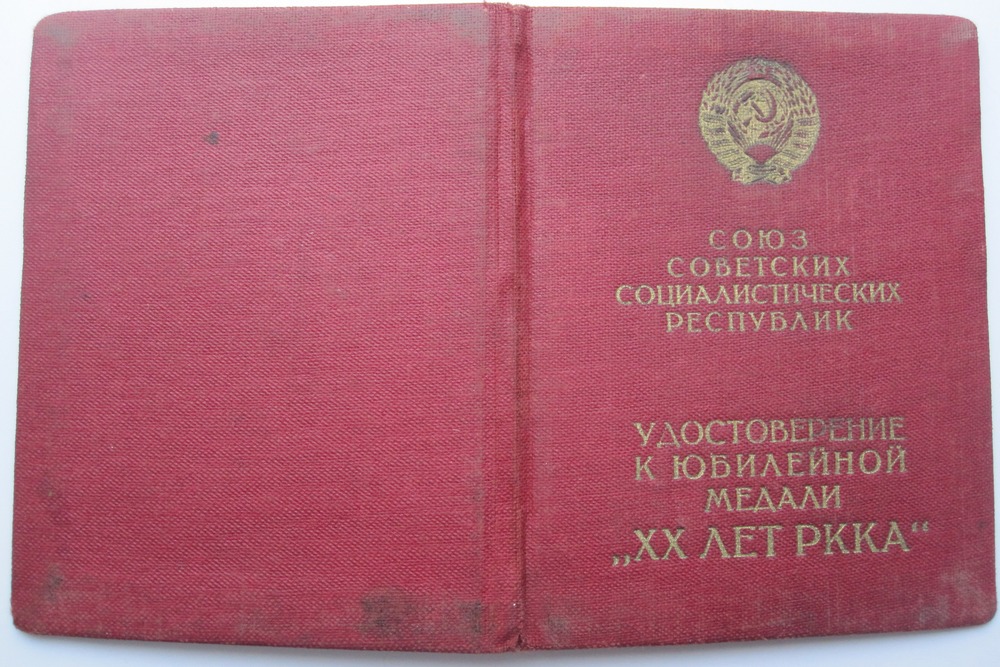 СОЮЗ
СОВЕТСКИХ
СОЦИАЛИСТИЧЕСКИХ
РЕСПУБЛИК
УДОСТОВЕРЕНИЕ
К ЮБИЛЕЙНОЙ
МЕДАЛИ
„XX ЛЕТ РККА“